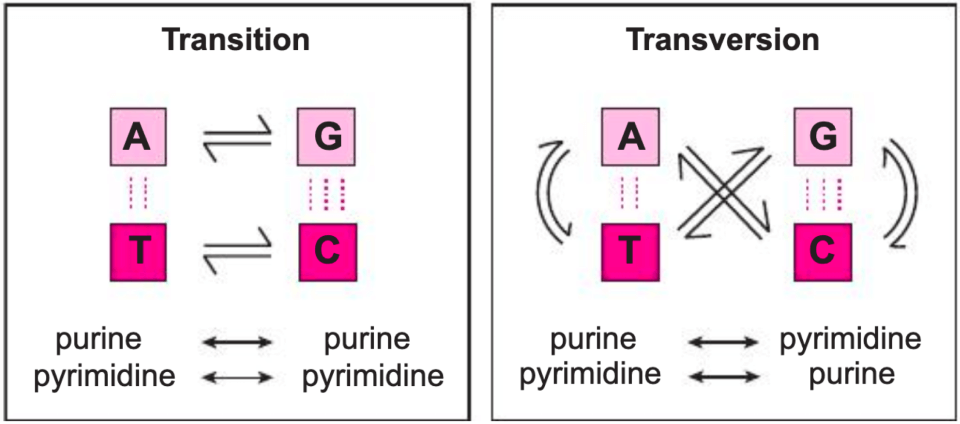 Transition
A G
T C
purine purine
pyrimidine pyrimidine
Transversion
A G
T C
purine pyrimidine
pyrimidine purine